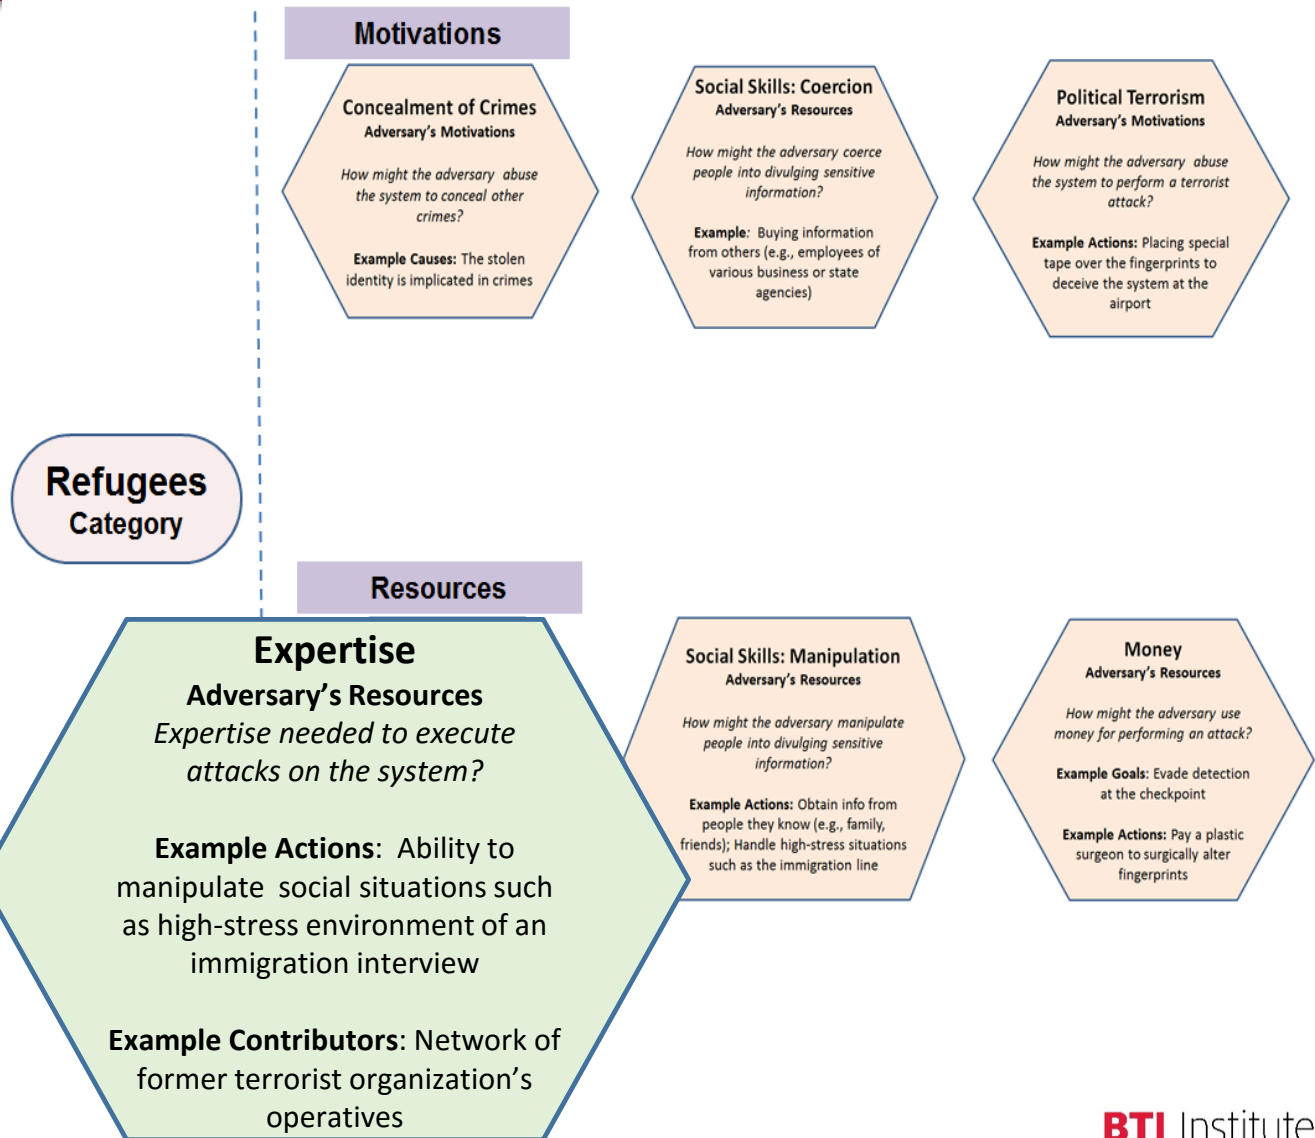 Motivations
Concealment of Crimes
Adversary's Motivations
How might the adversary abuse
the system to conceal other
crimes?
Example Causes: The stolen
identity is implicated in crimes
Social Skills: Coercion
Adversary's Resources
How might the adversary coerce
people into divulging sensitive
information?
Example: Buying information
from others (e.g., employees of
various business or state
agencies)
Political Terrorism
Adversary's Motivations
How might the adversary abuse
the system to perform a terrorist
attack?
Example Actions: Placing special
tape over the fingerprints to
deceive the system at the
airport
Refugees
Category
Resources
Expertise
Adversary's Resources
Expertise needed to execute
attacks on the system?
Example Actions: Ability to
manipulate social situations such
as high-stress environment of an
immigration interview
Example Contributors: Network of
former terrorist organization's
operatives
Social Skills: Manipulation
Adversary's Resources
How might the adversary manipulate
people into divulging sensitive
information?
Example Actions: Obtain info from
people they know (e.g., family,
friends); Handle high-stress situations
such as the immigration line
Money
Adversary's Resources
How might the adversary use
money for performing an attack?
Example Goals: Evade detection
at the checkpoint
Example Actions: Pay a plastic
surgeon to surgically alter
fingerprints
BTI Institute